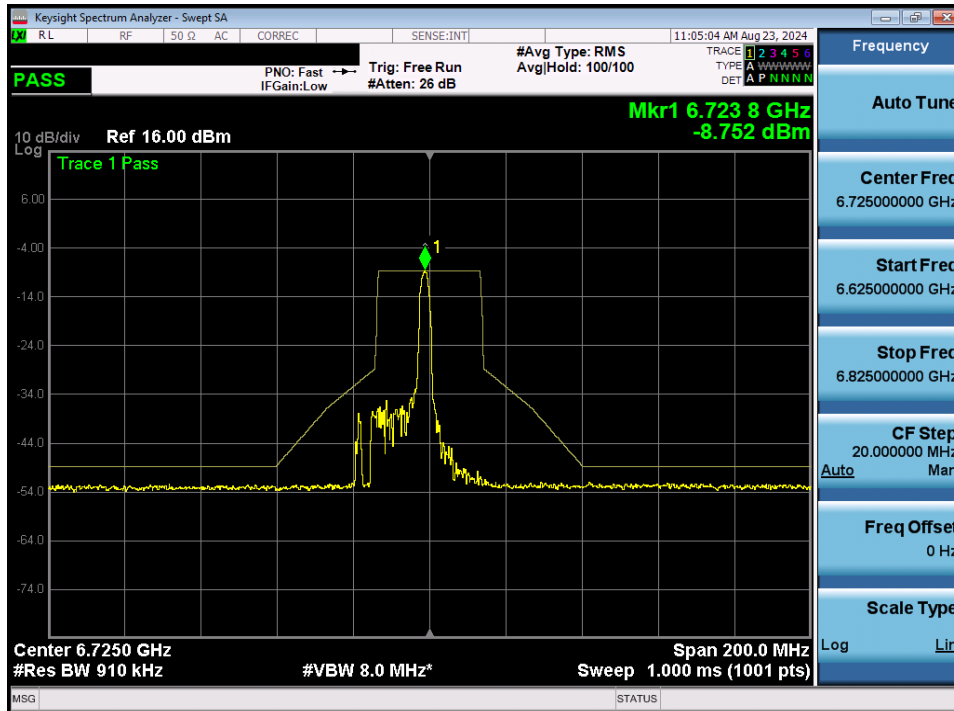 Keysight Spectrum Analyzer - Swept SA
LXI RL RF 50 Ω AC CORREC SENSE:INT 11:05:04 AM Aug 23, 2024
PASS
PNO: Fast
IFGain:Low
Trig: Free Run
#Atten: 26 dB
#Avg Type: RMS
Avg|Hold: 100/100
TRACE 1 2 3 4 5 6
TYPE A WWWWW
DET A P N N N N
Mkr1 6.723 8 GHz
-8.752 dBm
10 dB/div Ref 16.00 dBm
Log
Trace 1 Pass
1
6.00
-4.00
-14.0
-24.0
-34.0
-44.0
-54.0
-64.0
-74.0
Center 6.7250 GHz Span 200.0 MHz
#Res BW 910 kHz #VBW 8.0 MHz* Sweep 1.000 ms (1001 pts)
MSG STATUS
Frequency
Auto Tune
Center Freq
6.725000000 GHz
Start Freq
6.625000000 GHz
Stop Freq
6.825000000 GHz
CF Step
20.000000 MHz
Auto Man
Freq Offset
0 Hz
Scale Type
Log Lin